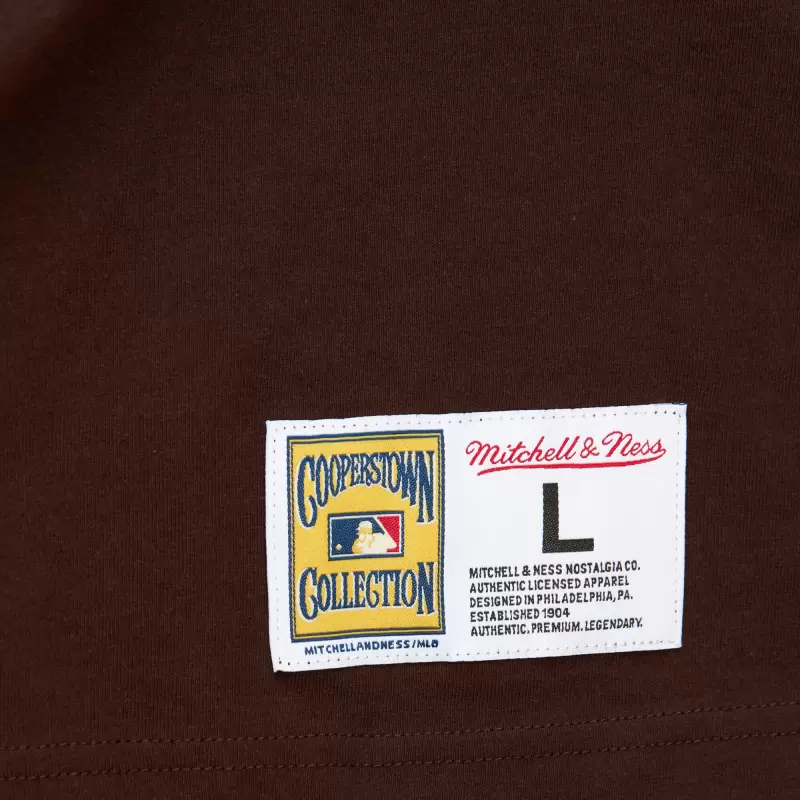 COOPERSTOWN
COLLECTION
MITCHELLANDNESS/MLB
Mitchell & Ness
L
MITCHELL & NESS NOSTALGIA CO.
AUTHENTIC LICENSED APPAREL
DESIGNED IN PHILADELPHIA, PA.
ESTABLISHED 1904
AUTHENTIC. PREMIUM. LEGENDARY.